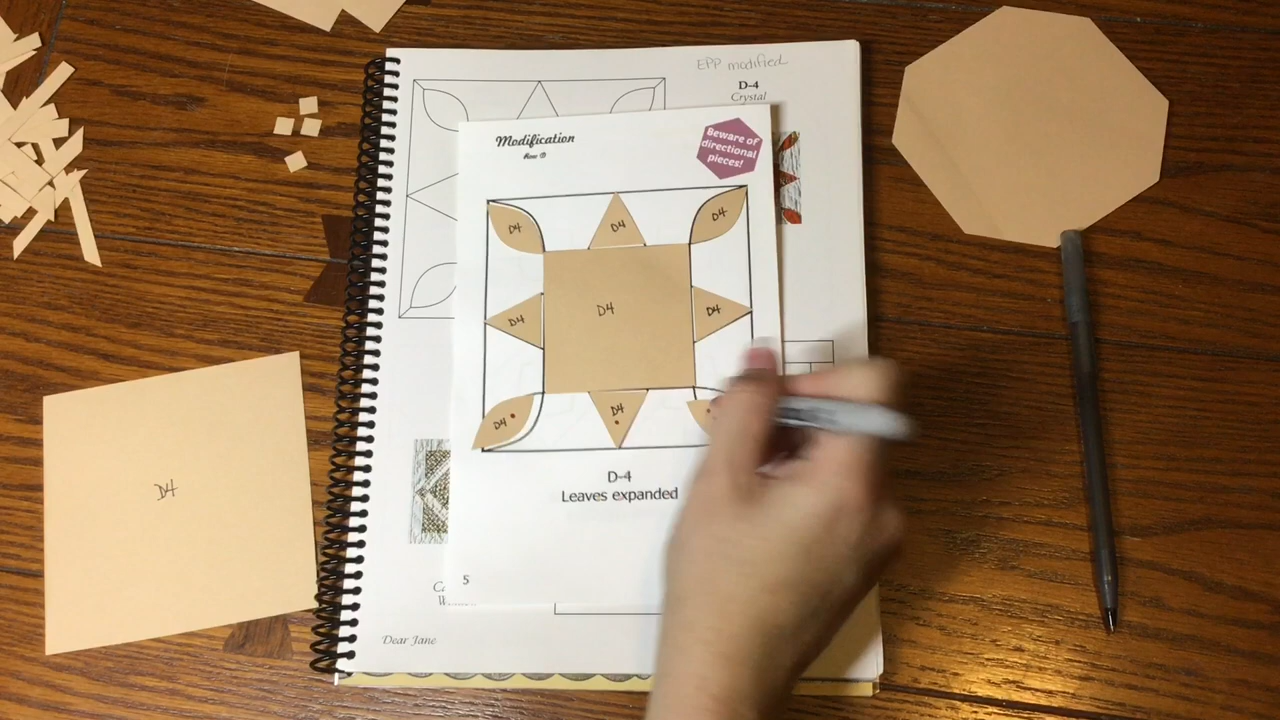 EPP modified
D-4
Crystal
Modification
Row D
Beware of
directional
pieces!
D4
D4
D4
D4
D4
D4
D4
D4
D-4
Leaves expanded
5
Dear Jane
D4